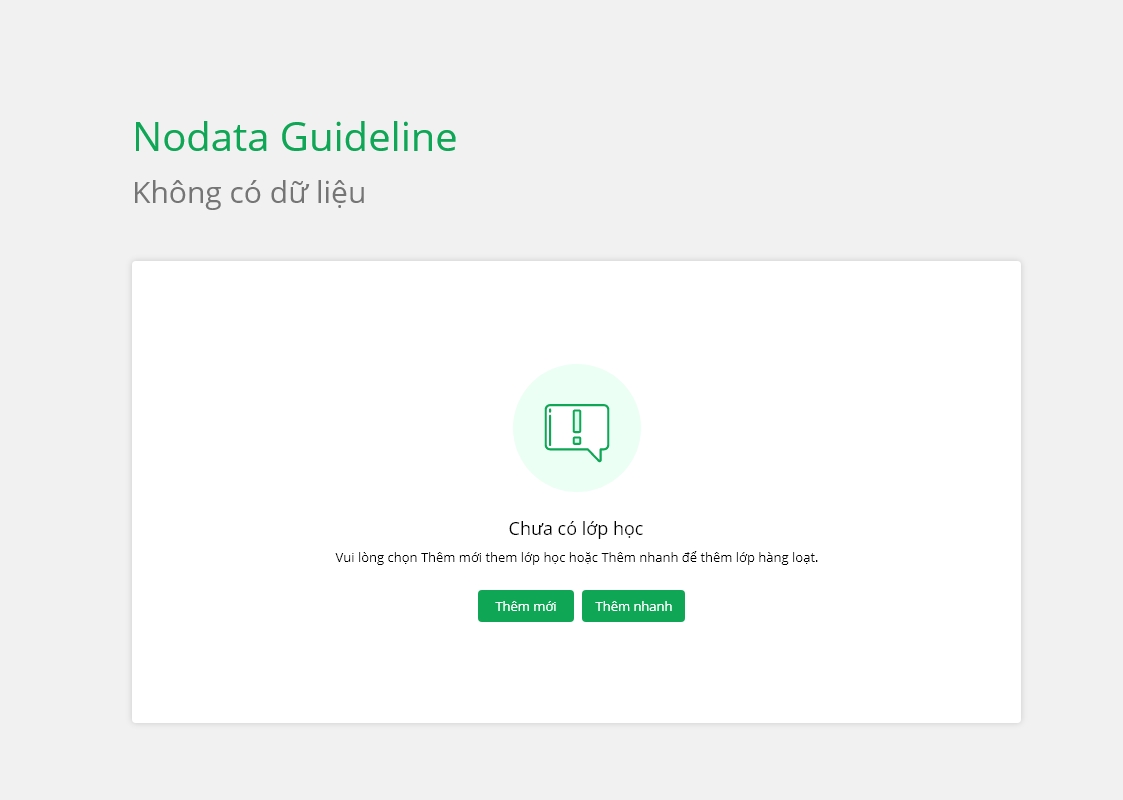 Nodata Guideline
Không có dữ liệu
Chưa có lớp học
Vui lòng chọn Thêm mới them lớp học hoặc Thêm nhanh để thêm lớp hàng loạt.
Thêm mới Thêm nhanh